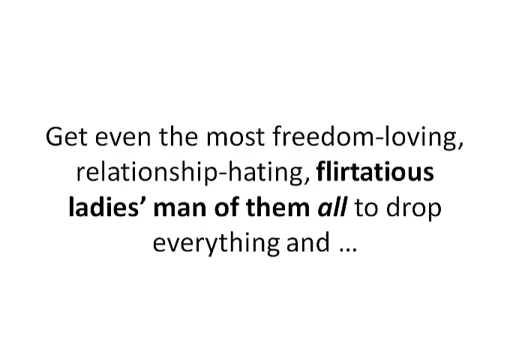 Get even the most freedom-loving,
relationship-hating, flirtatious
ladies’ man of them all to drop
everything and ...